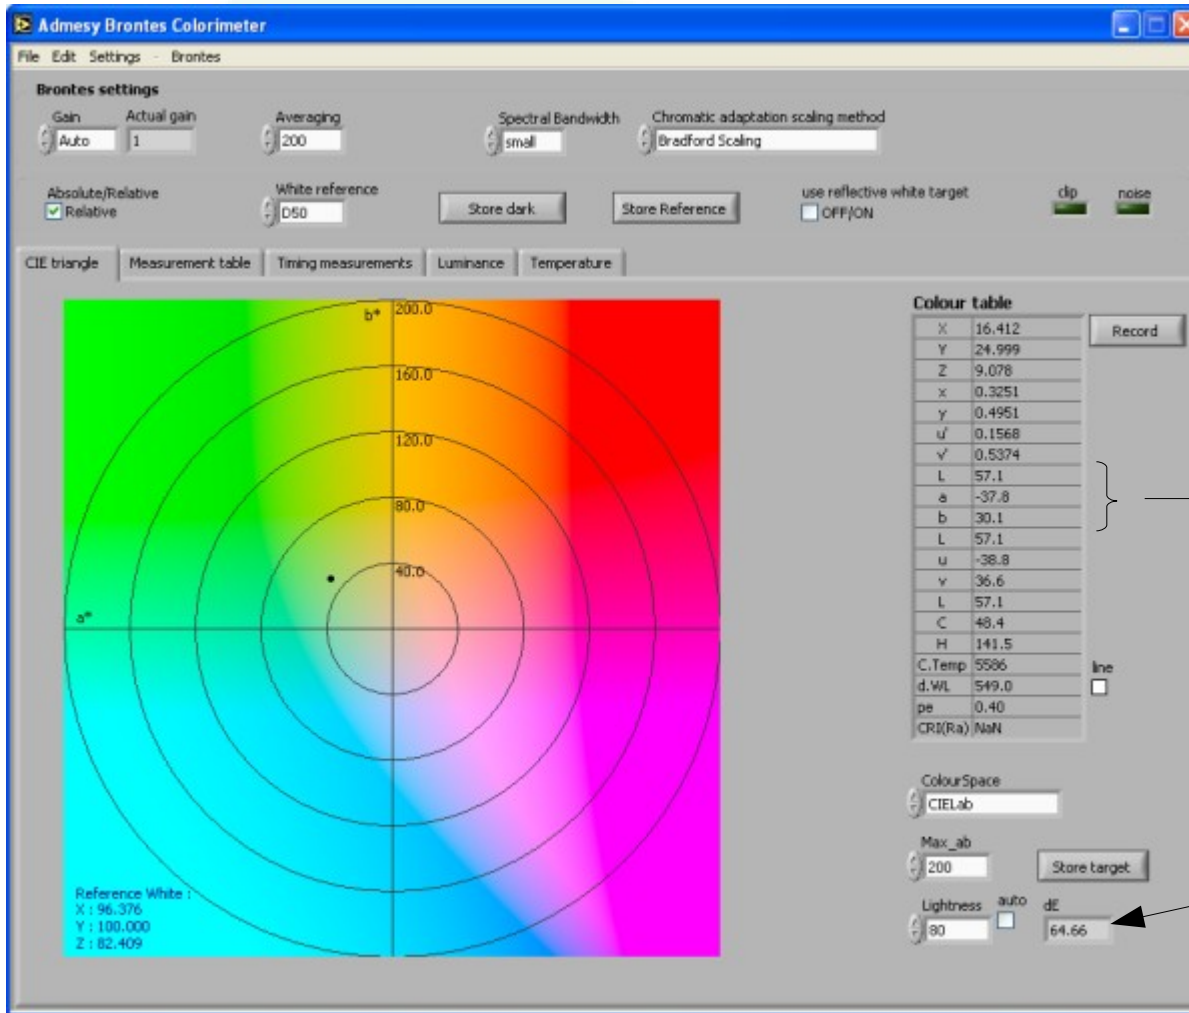 Admesy Brontes Colorimeter
File Edit Settings - Brontes
Brontes settings
Gain Actual gain Averaging Spectral Bandwidth Chromatic adaptation scaling method
Auto 1 200 small Bradford Scaling
Absolute/Relative White reference use reflective white target clip noise
Relative D50 Store dark Store Reference OFF/ON
CIE triangle Measurement table Timing measurements Luminance Temperature
b* 200.0
160.0
120.0
80.0
40.0
a*
Reference White :
X : 96.376
Y : 100.000
Z : 82.409
Colour table
X 16.412 Record
Y 24.999
Z 9.078
x 0.3251
y 0.4951
u' 0.1568
v' 0.5374
L 57.1
a -37.8
b 30.1
L 57.1
u -38.8
v 36.6
L 57.1
C 48.4
H 141.5
C.Temp 5586 line
d.WL 549.0
pe 0.40
CRI(Ra) NaN
ColourSpace
CIELab
Max_ab
200 Store target
Lightness auto dE
80 64.66